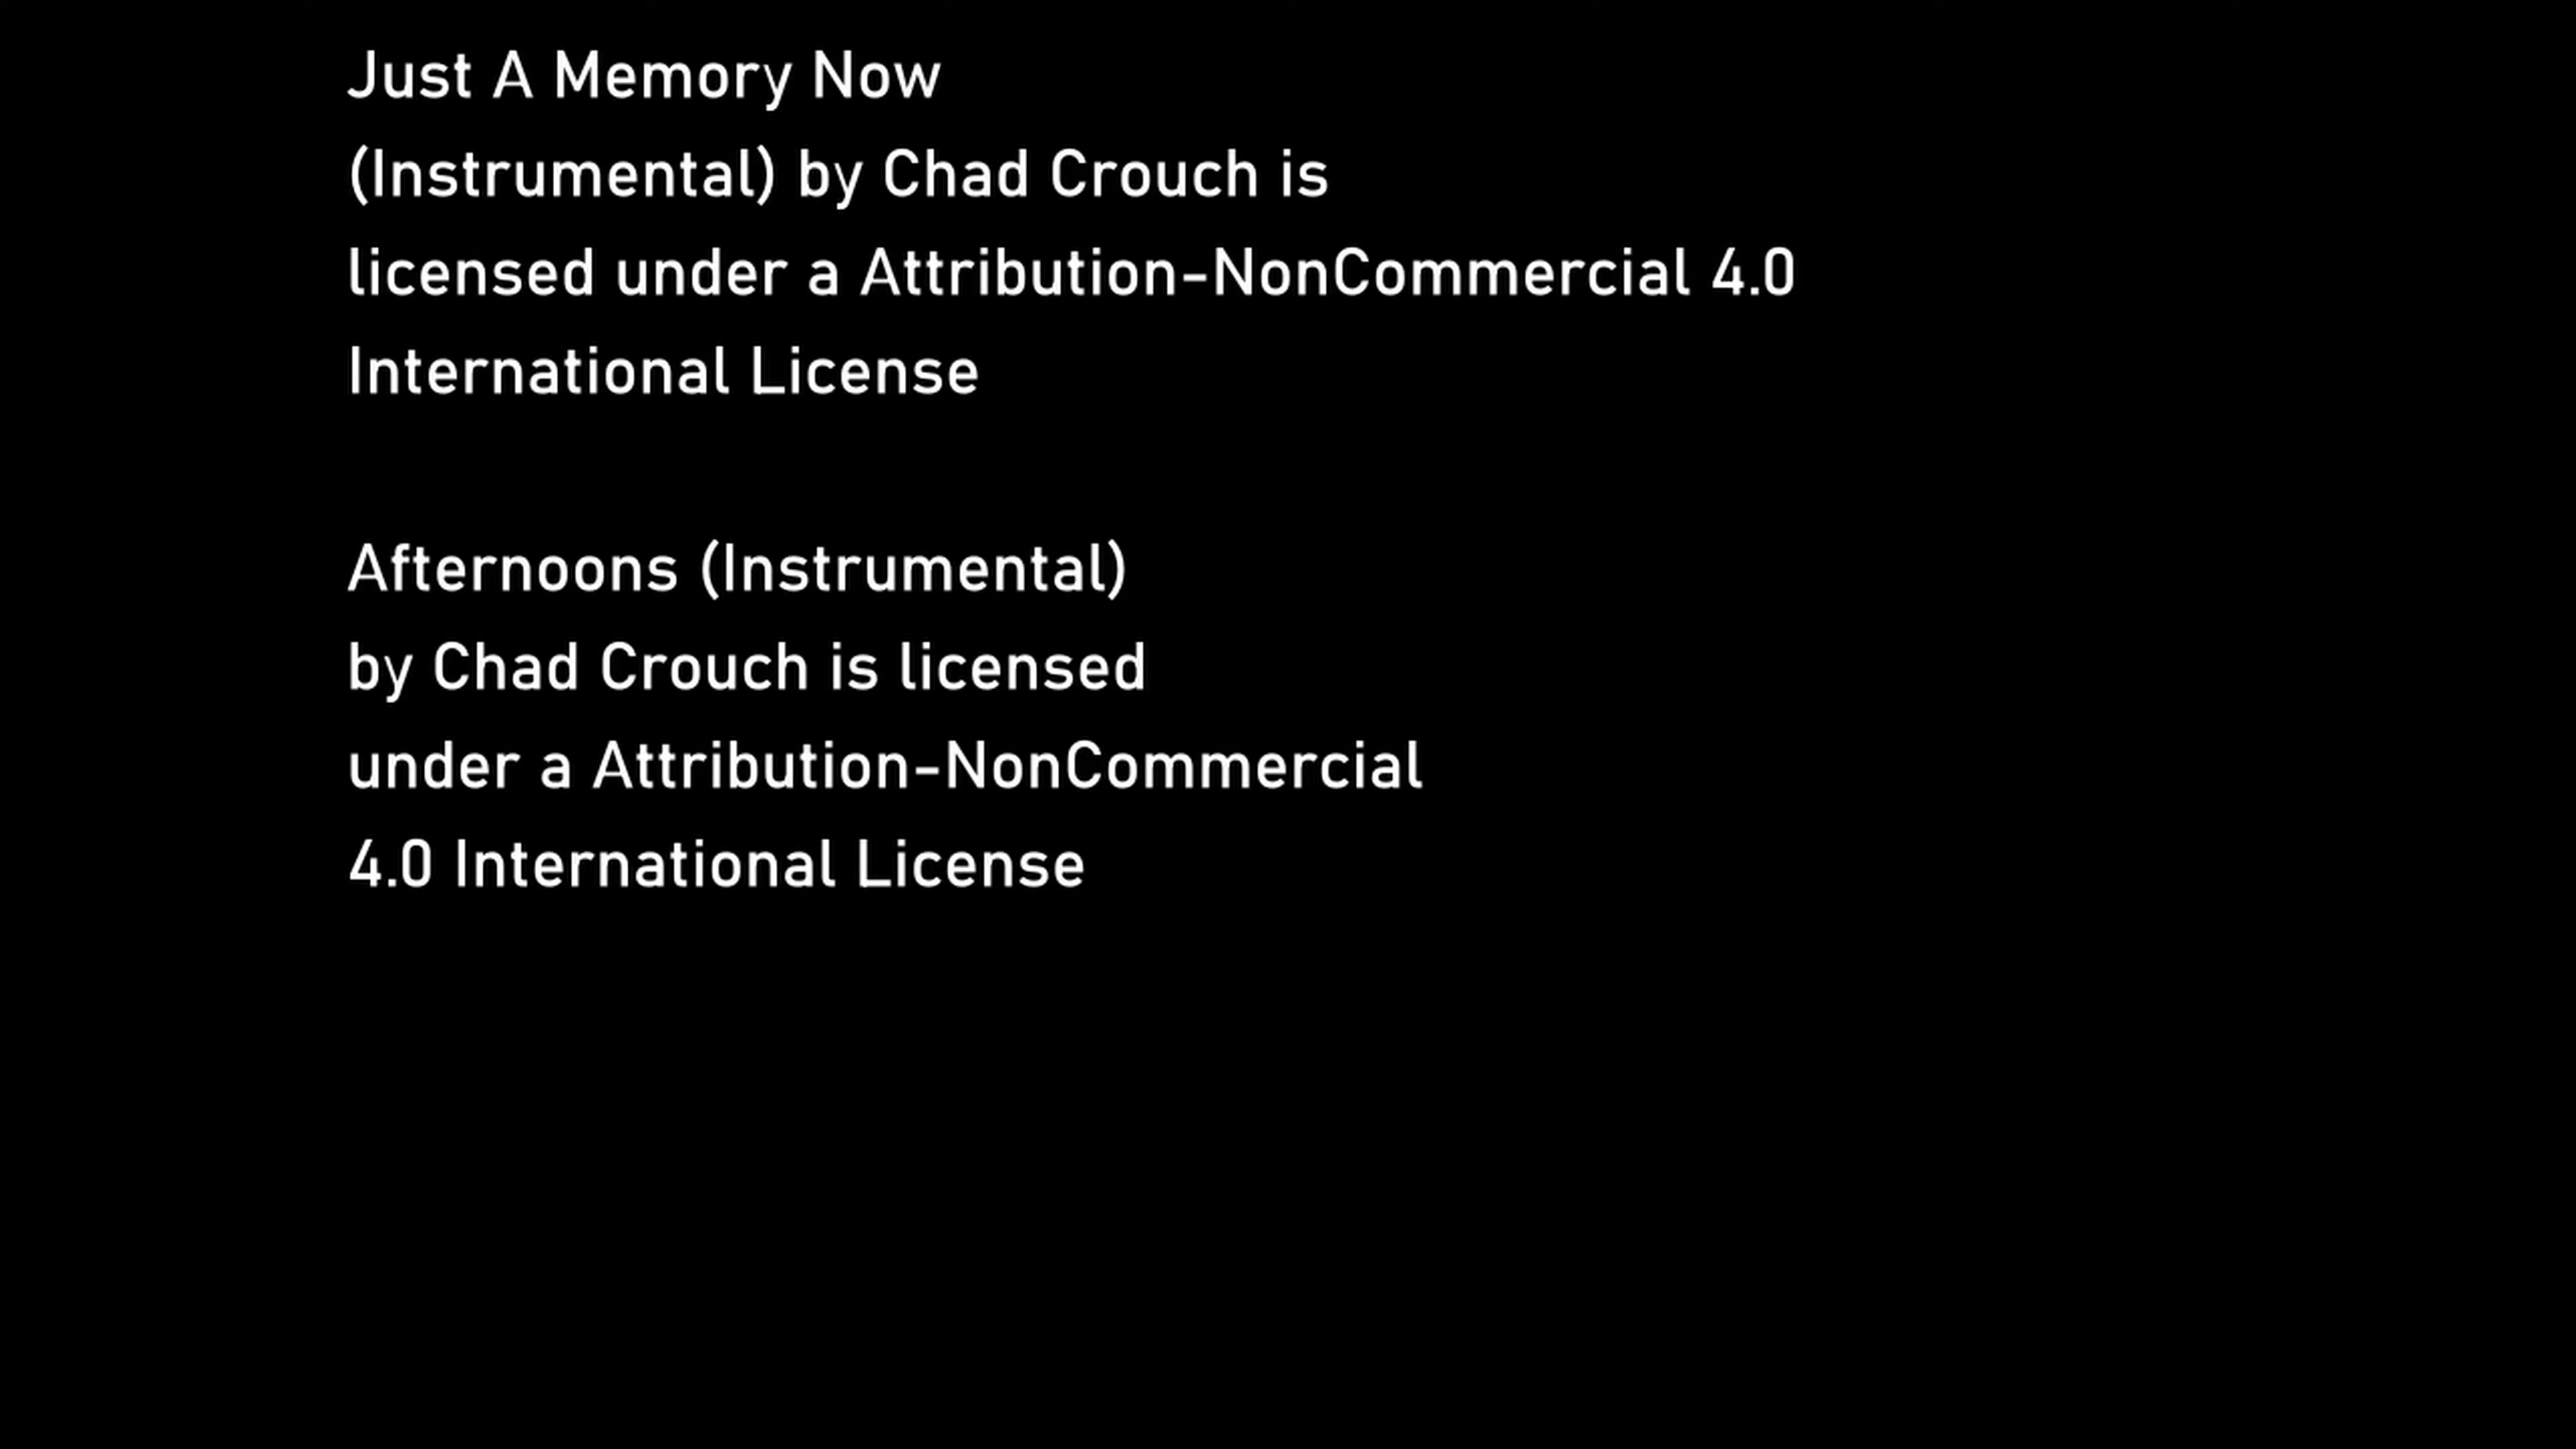 Just A Memory Now
(Instrumental) by Chad Crouch is
licensed under a Attribution-NonCommercial 4.0
International License
Afternoons (Instrumental)
by Chad Crouch is licensed
under a Attribution-NonCommercial
4.0 International License